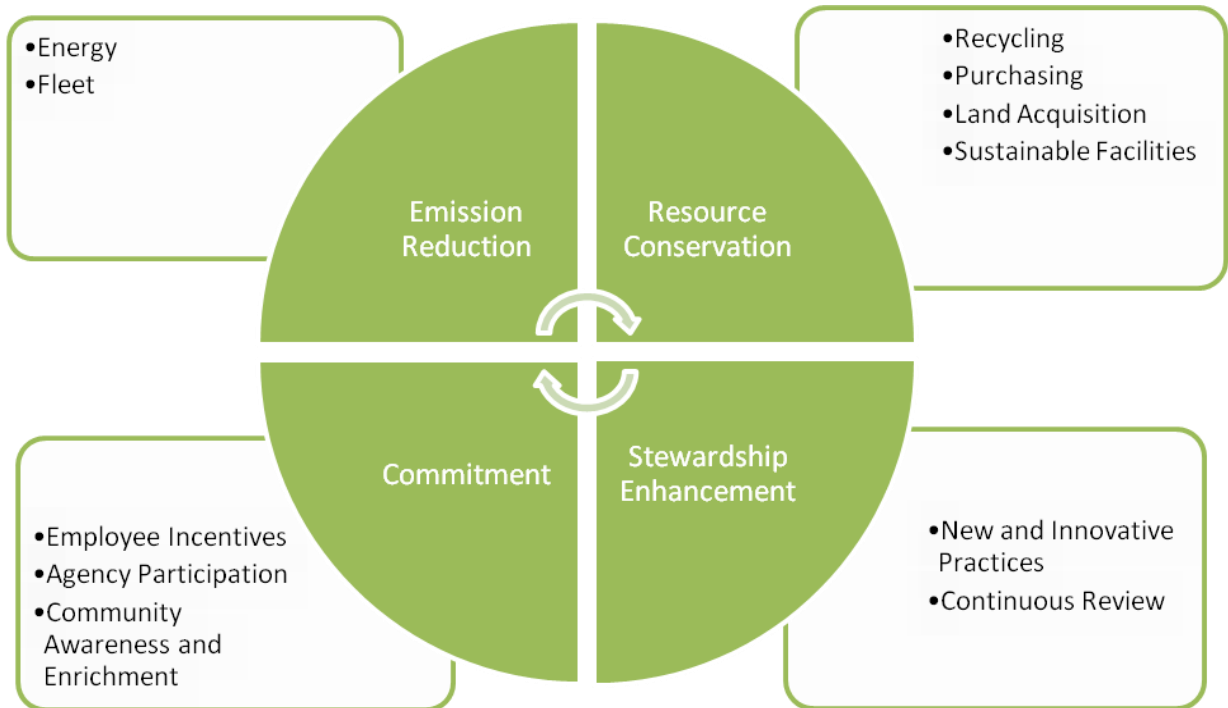 •Energy
•Fleet
Emission
Reduction
•Recycling
•Purchasing
•Land Acquisition
•Sustainable Facilities
Resource
Conservation
Commitment
•Employee Incentives
•Agency Participation
•Community
Awareness and
Enrichment
Stewardship
Enhancement
•New and Innovative
Practices
•Continuous Review